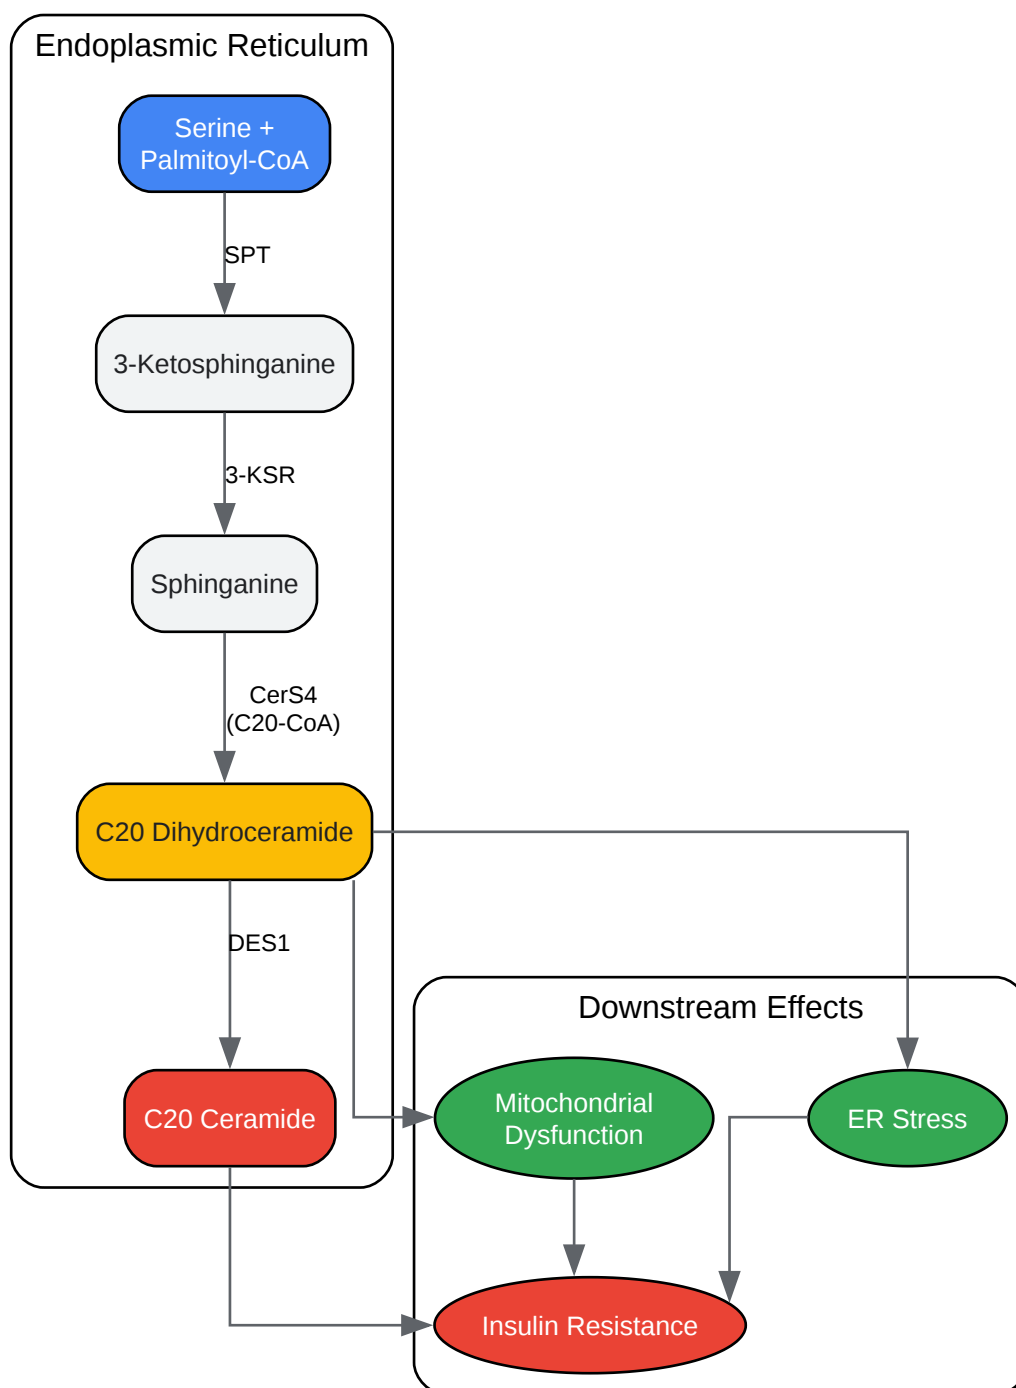 Endoplasmic Reticulum
Serine +
Palmitoyl-CoA
SPT
3-Ketosphinganine
3-KSR
Sphinganine
CerS4
(C20-CoA)
C20 Dihydroceramide
DES1
Downstream Effects
C20 Ceramide
Mitochondrial
Dysfunction
ER Stress
Insulin Resistance